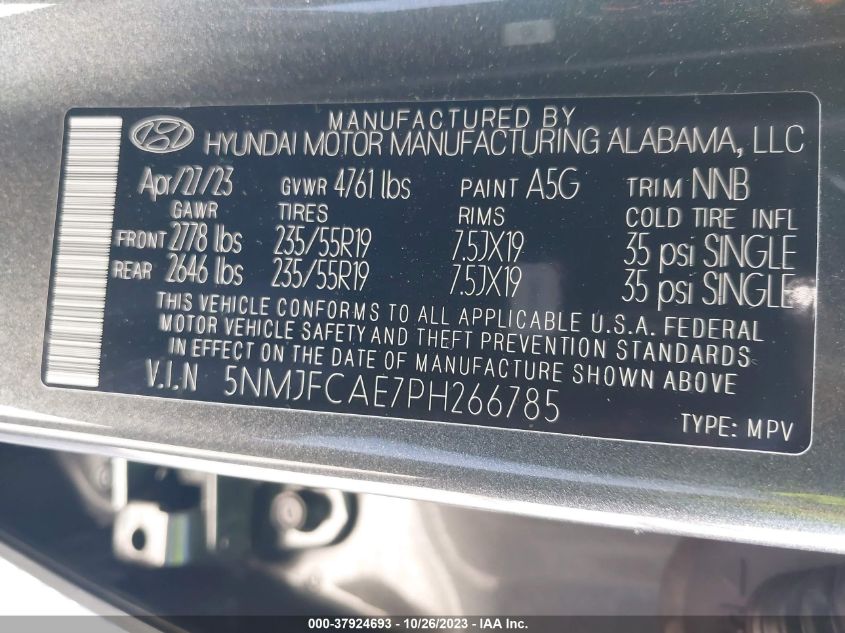 MANUFACTURED BY
HYUNDAI MOTOR MANUFACTURING ALABAMA, LLC
Apr/27/23 GVWR 4761 lbs PAINT A5G TRIM NNB
GAWR TIRES RIMS COLD TIRE INFL
FRONT 2778 lbs 235/55R19 7.5JX19 35 psi SINGLE
REAR 2646 lbs 235/55R19 7.5JX19 35 psi SINGLE
THIS VEHICLE CONFORMS TO ALL APPLICABLE U.S.A. FEDERAL
MOTOR VEHICLE SAFETY AND THEFT PREVENTION STANDARDS
IN EFFECT ON THE DATE OF MANUFACTURE SHOWN ABOVE
V.I.N 5NMJFCAE7PH266785
TYPE: MPV
000-37924693 - 10/26/2023 - IAA Inc.